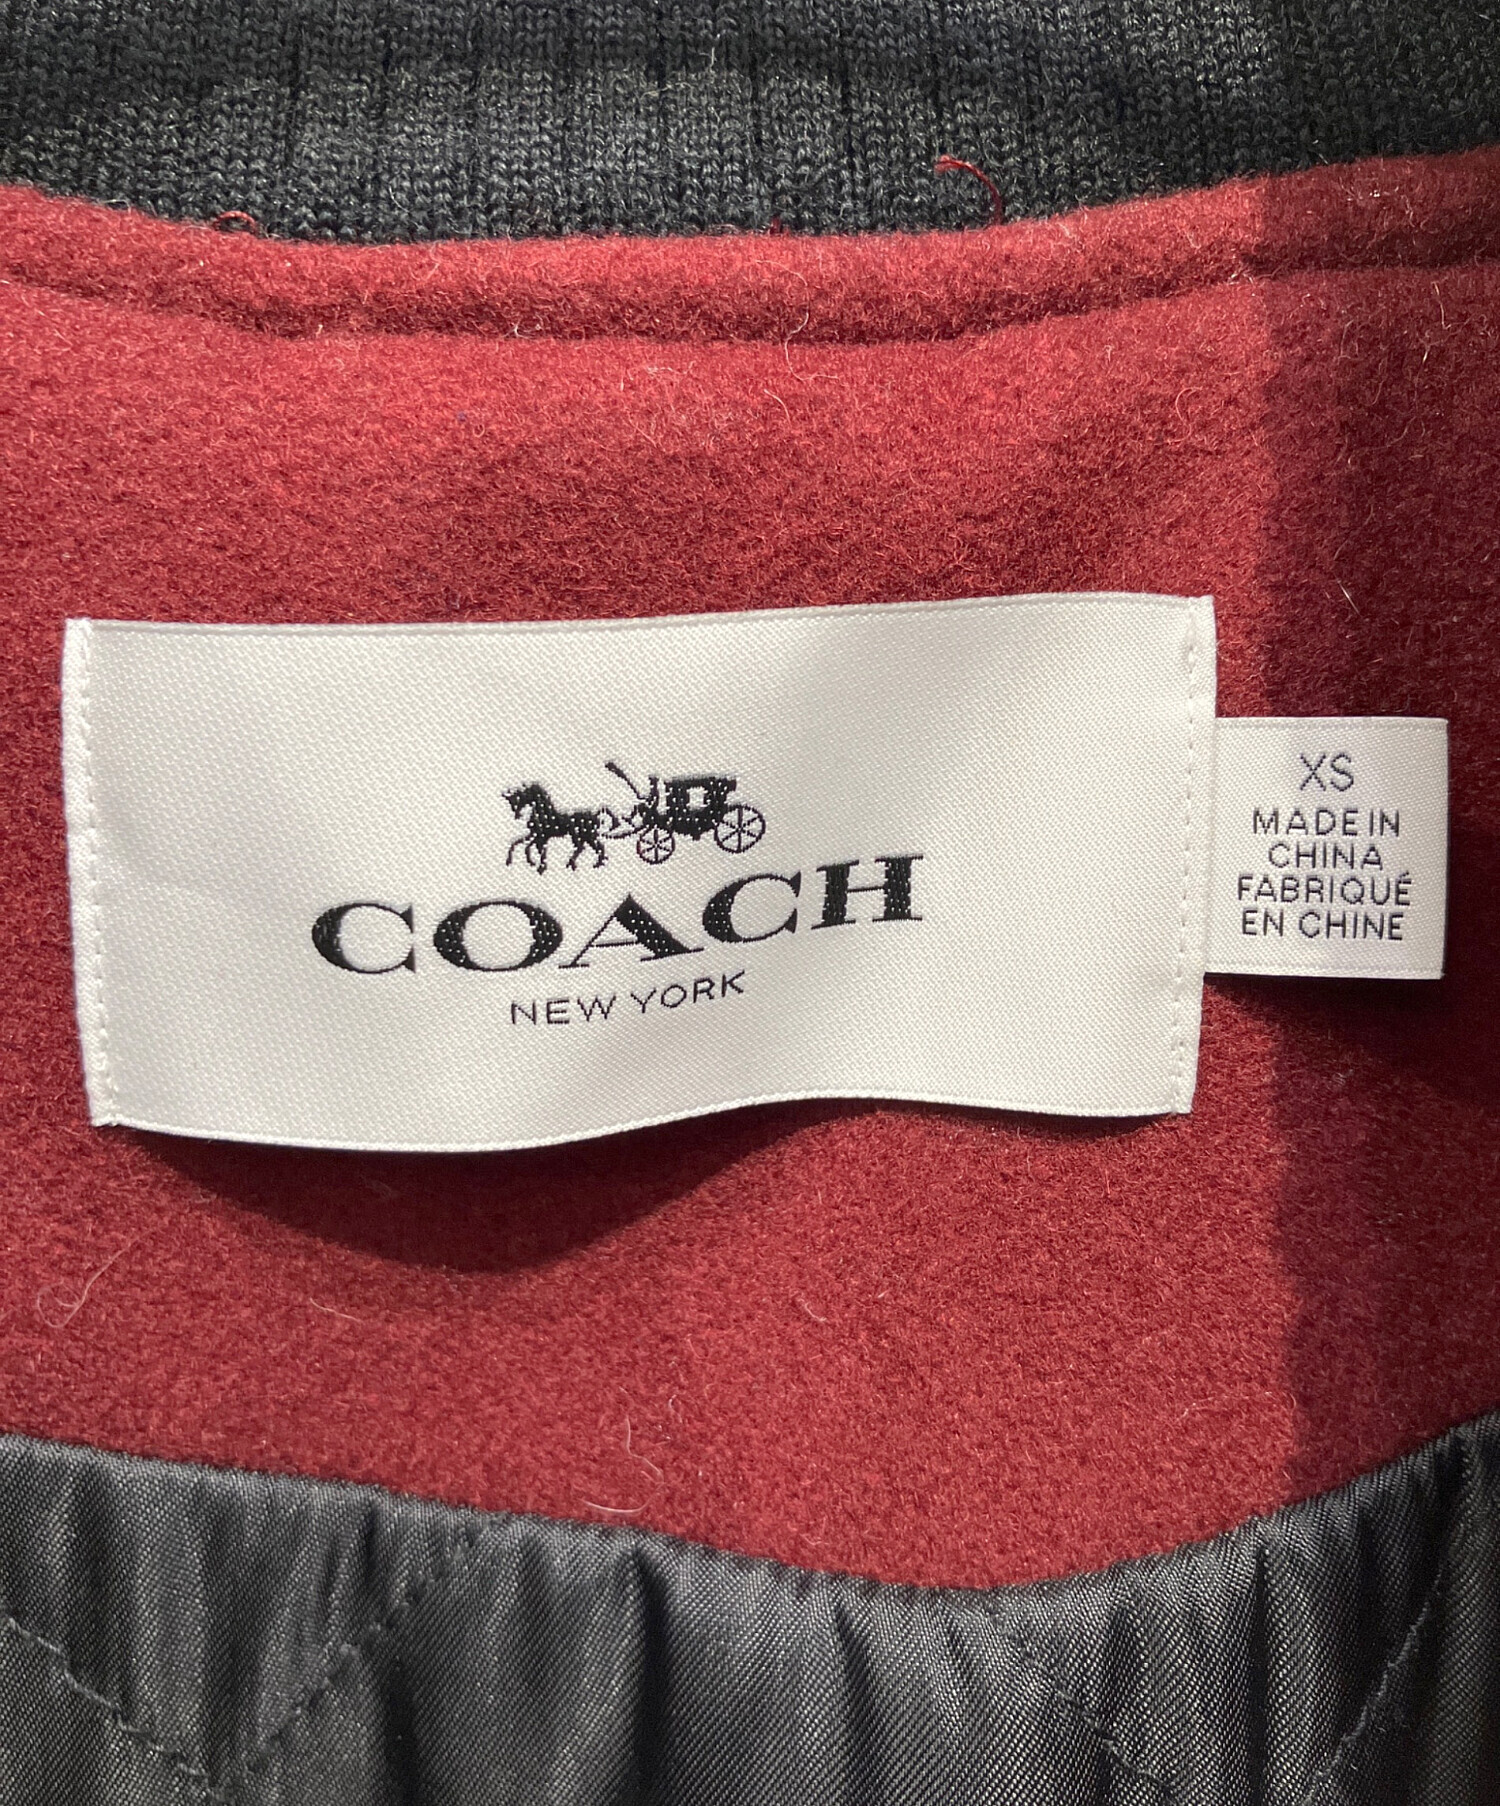 COACH
NEW YORK
XS
MADE IN
CHINA
FABRIQUÉ
EN CHINE